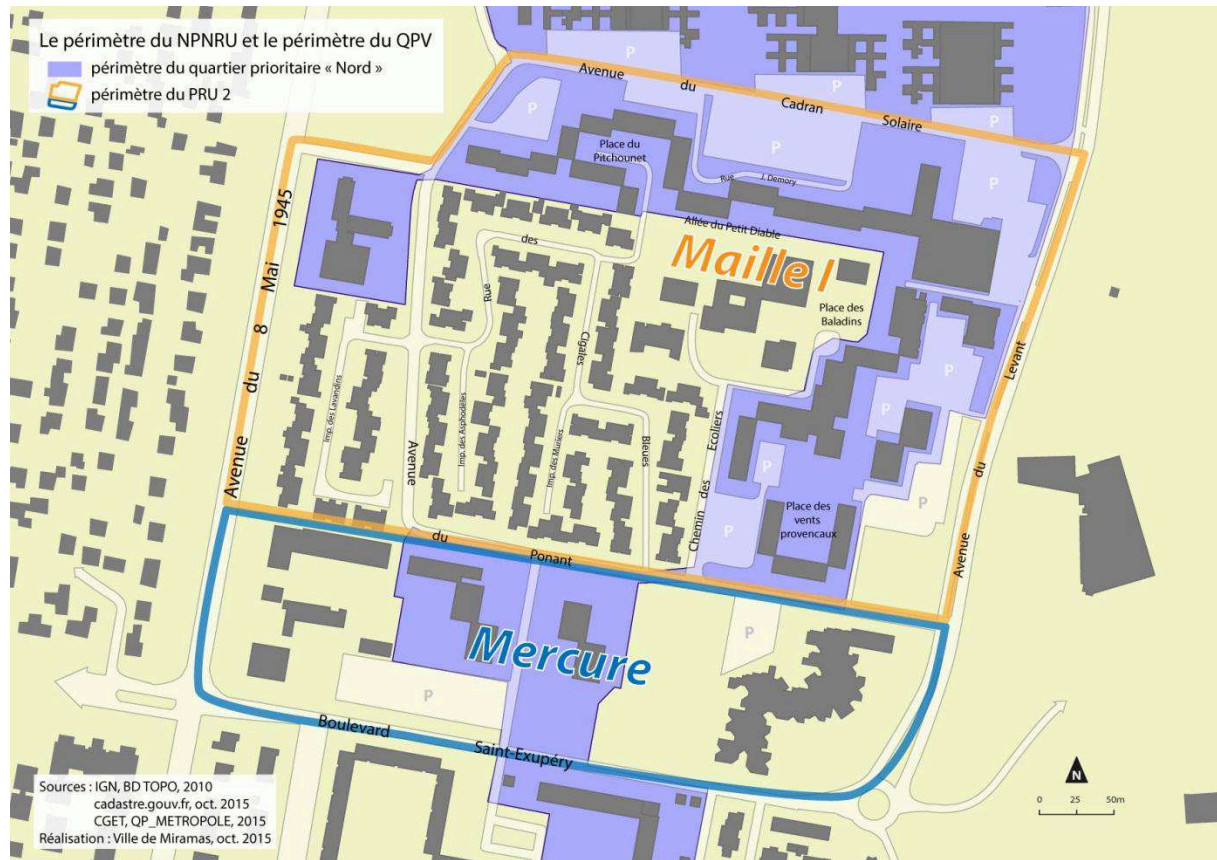 Le périmètre du NPNRU et le périmètre du QPV
périmètre du quartier prioritaire « Nord »
périmètre du PRU 2
Avenue du Cadran Solaire
P
P
P
P
P
Place du
Pitchounet
Rue J. Demory
Allée du Petit Diable
Maille I
Place des
Baladins
Avenue du 8 Mai 1945
Rue des Cigales Bleues
Imp. des Lavandins
Avenue du Ponant
Imp. des Asphodèles
Imp. des Muriers
Chemin des Ecoliers
P
P
P
P
Place des
vents
provencaux
Avenue du Levant
Mercure
P
P
Boulevard Saint-Exupéry
N
0 25 50m
Sources : IGN, BD TOPO, 2010
cadastre.gouv.fr, oct. 2015
CGET, QP_METROPOLE, 2015
Réalisation : Ville de Miramas, oct. 2015